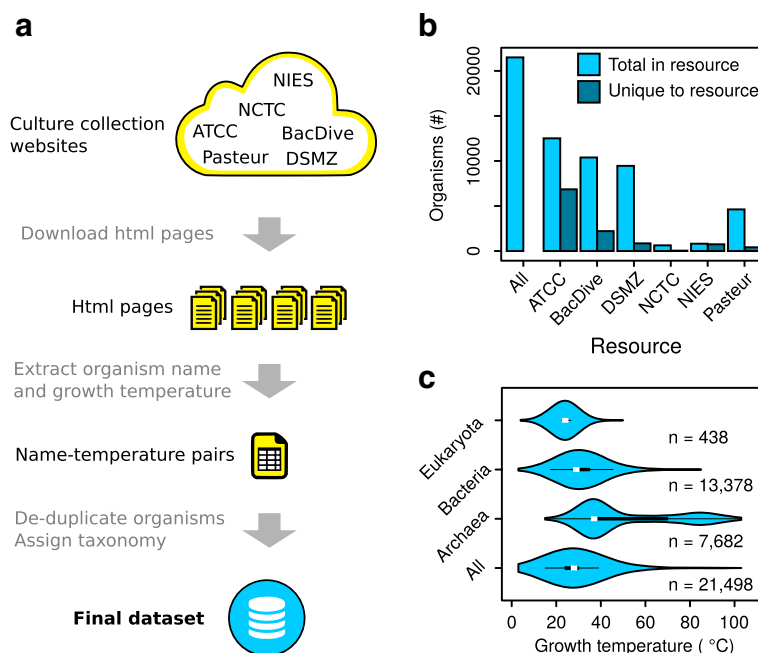 a
NIES
NCTC
ATCC
BacDive
Pasteur
DSMZ
Culture collection
websites
Download html pages
Html pages
Extract organism name
and growth temperature
Name-temperature pairs
De-duplicate organisms
Assign taxonomy
Final dataset
b
Total in resource
Unique to resource
Organisms (#)
20000
10000
0
All
ATCC
BacDive
DSMZ
NCTC
NIES
Pasteur
Resource
c
Eukaryota
n = 438
Bacteria
n = 13,378
Archaea
n = 7,682
All
n = 21,498
0 20 40 60 80 100
Growth temperature ( °C)